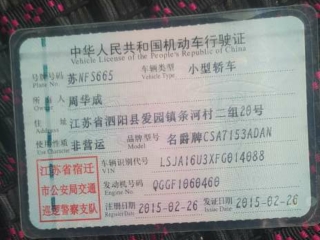 中华人民共和国机动车行驶证
Vehicle License of the People's Republic of China
号牌号码 苏NFS665 车辆类型 小型轿车
Plate No. Vehicle Type
所有人 周华成
住址 江苏省泗阳县爱园镇条河村二组20号
使用性质 非营运 品牌型号 名爵牌CSA7153ADAN
Use Character Model
江苏省宿迁
市公安局交通
巡逻警察支队
车辆识别代号 LSJA16U3XFG014088
VIN
发动机号码 QGGF1060460
Engine No.
注册日期 2015-02-26 发证日期 2015-02-26
Register Date Issue Date